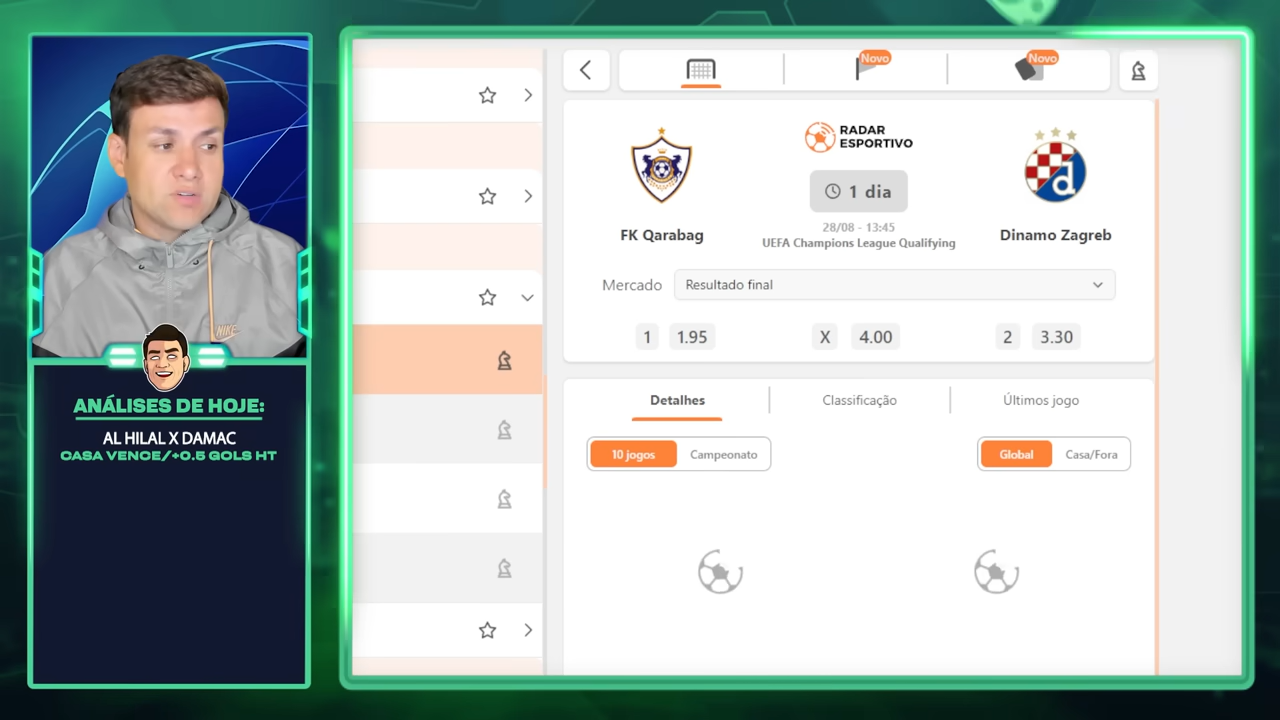 NIKE
ANÁLISES DE HOJE:
AL HILAL X DAMAC
CASA VENCE/+0.5 GOLS HT
Novo
Novo
RADAR
ESPORTIVO
1 dia
28/08 - 13:45
UEFA Champions League Qualifying
FK Qarabag
Dinamo Zagreb
Mercado
Resultado final
1 1.95 X 4.00 2 3.30
Detalhes Classificação Últimos jogo
10 jogos Campeonato Global Casa/Fora